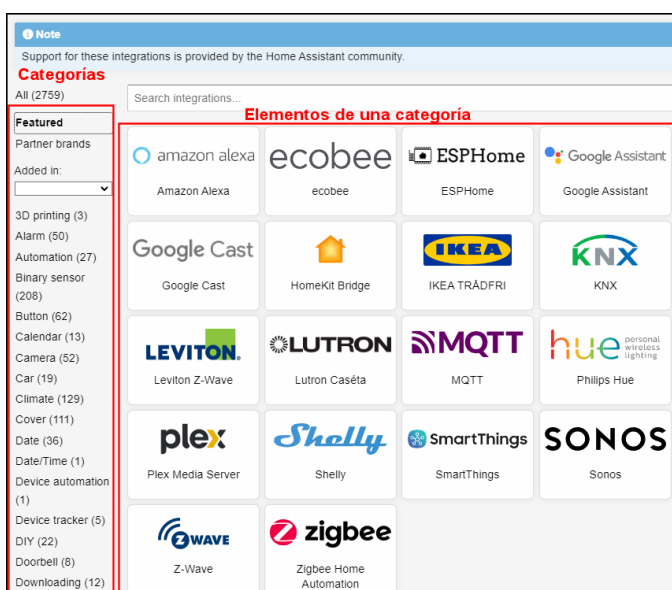 Note
Support for these integrations is provided by the Home Assistant community.
Categorías
All (2759)
Search integrations...
Elementos de una categoría
Featured
Partner brands
Added in:
3D printing (3)
Alarm (50)
Automation (27)
Binary sensor
(208)
Button (62)
Calendar (13)
Camera (52)
Car (19)
Climate (129)
Cover (111)
Date (36)
Date/Time (1)
Device automation
(1)
Device tracker (5)
DIY (22)
Doorbell (8)
Downloading (12)
amazon alexa
Amazon Alexa
ecobee
ecobee
ESPHome
ESPHome
Google Assistant
Google Assistant
Google Cast
Google Cast
HomeKit Bridge
IKEA
IKEA TRÅDFRI
KNX
KNX
LEVITON.
Leviton Z-Wave
LUTRON
Lutron Caséta
MQTT
MQTT
hue personal
wireless
lighting
Philips Hue
plex
Plex Media Server
Shelly
Shelly
SmartThings
SmartThings
SONOS
Sonos
Z-WAVE
Z-Wave
zigbee
Zigbee Home
Automation